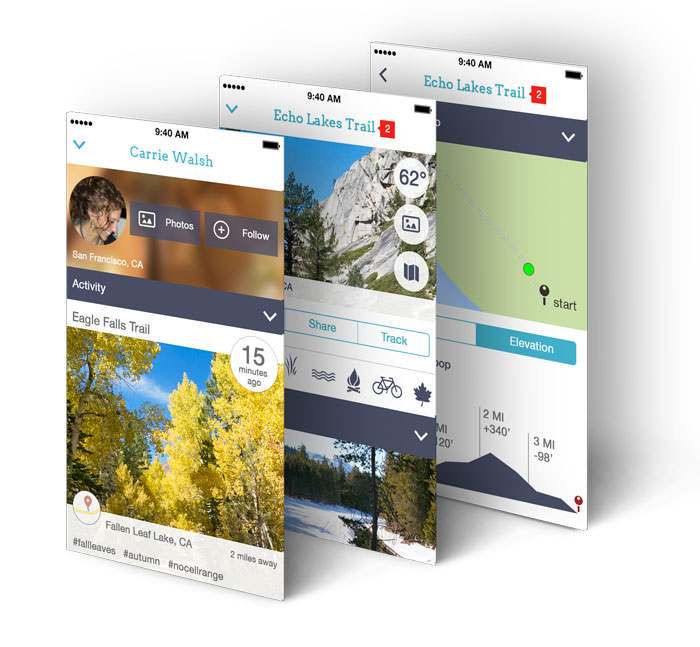 9:40 AM
Carrie Walsh
Photos
Follow
San Francisco, CA
Activity
Eagle Falls Trail
15
minutes
ago
Fallen Leaf Lake, CA
2 miles away
#fallleaves #autumn #nocellrange
9:40 AM
Echo Lakes Trail 2
62°
CA
Share
Track
9:40 AM
Echo Lakes Trail 2
start
Elevation
MI
2 MI
3 MI
20'
+340'
-98'